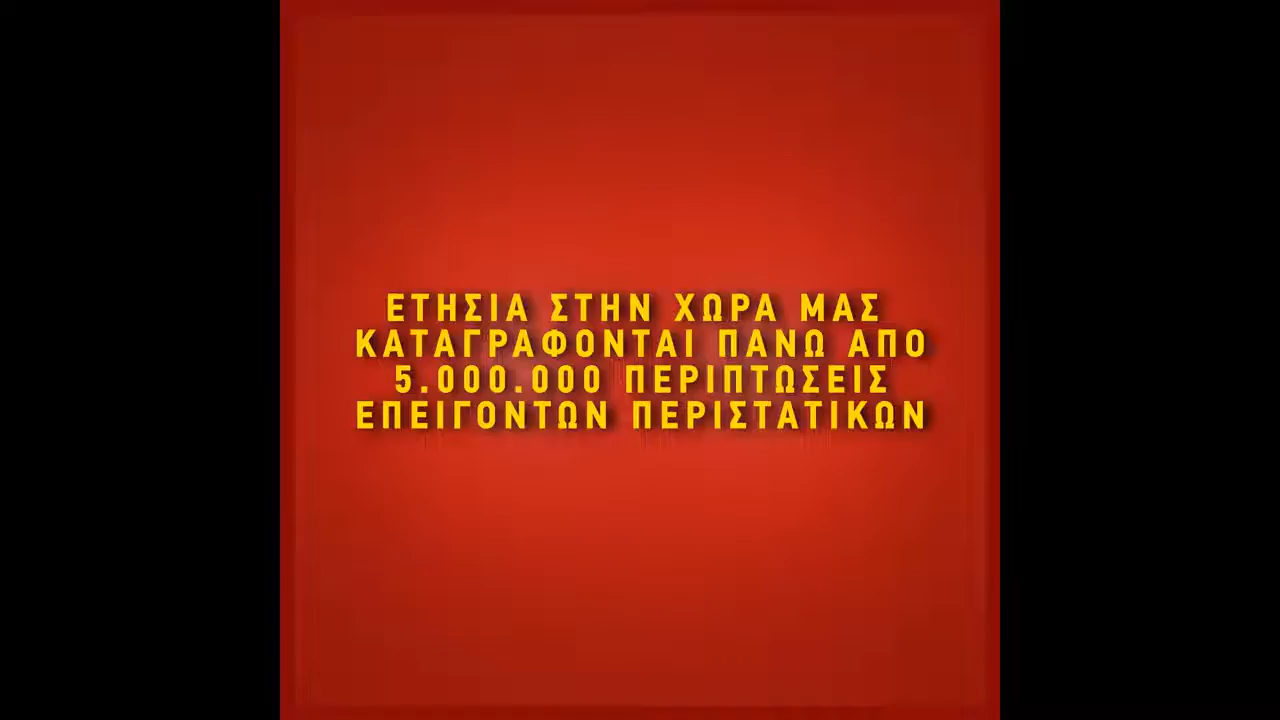 ΕΤΗΣΙΑ ΣΤΗΝ ΧΩΡΑ ΜΑΣ
ΚΑΤΑΓΡΑΦΟΝΤΑΙ ΠΑΝΩ ΑΠΟ
5.000.000 ΠΕΡΙΠΤΩΣΕΙΣ
ΕΠΕΙΓΟΝΤΩΝ ΠΕΡΙΣΤΑΤΙΚΩΝ